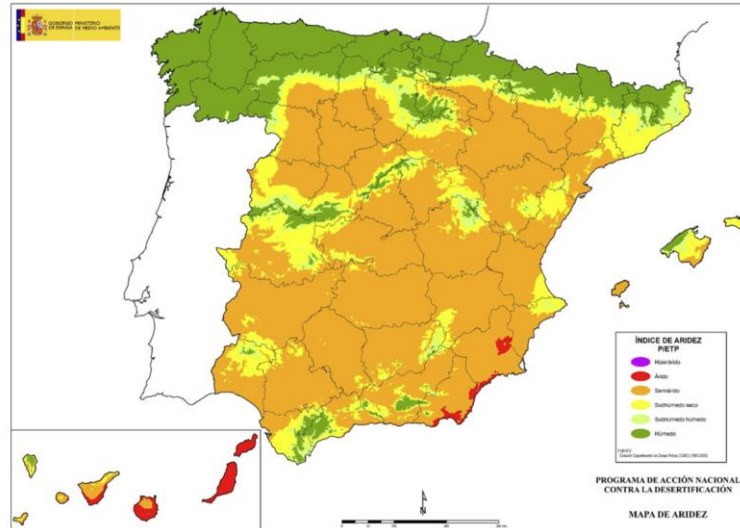 GOBIERNO DE ESPAÑA
MINISTERIO DE MEDIO AMBIENTE
ÍNDICE DE ARIDEZ
P/ETP
Hiperárido
Árido
Semiárido
Subhúmedo seco
Subhúmedo húmedo
Húmedo
PROGRAMA DE ACCIÓN NACIONAL
CONTRA LA DESERTIFICACIÓN
MAPA DE ARIDEZ